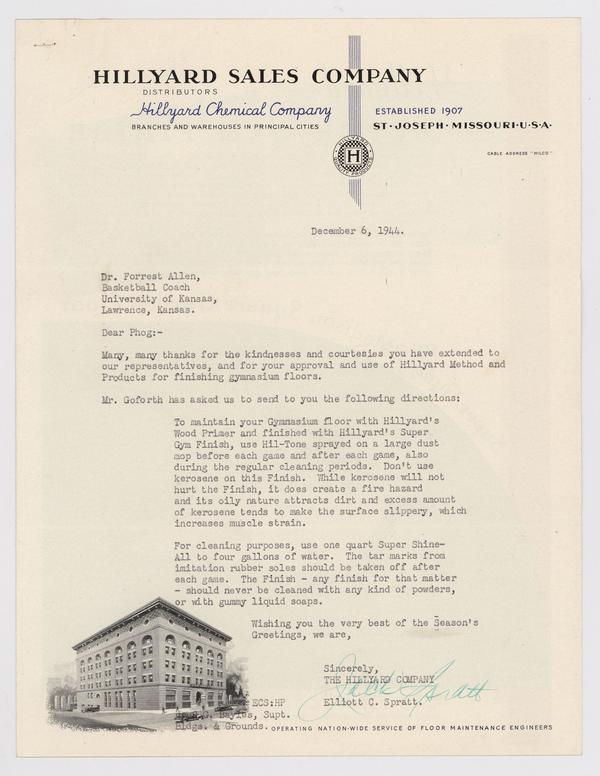 HILLYARD SALES COMPANY
DISTRIBUTORS
Hillyard Chemical Company
ESTABLISHED 1907
BRANCHES AND WAREHOUSES IN PRINCIPAL CITIES
ST·JOSEPH·MISSOURI·U·S·A·
HILLYARD
H
QUALITY PRODUCTS
CABLE ADDRESS "HILCO"
December 6, 1944.
Dr. Forrest Allen,
Basketball Coach
University of Kansas,
Lawrence, Kansas.
Dear Phog:-
Many, many thanks for the kindnesses and courtesies you have extended to
our representatives, and for your approval and use of Hillyard Method and
Products for finishing gymnasium floors.
Mr. Goforth has asked us to send to you the following directions:
To maintain your Gymnasium floor with Hillyard's
Wood Primer and finished with Hillyard's Super
Gym Finish, use Hil-Tone sprayed on a large dust
mop before each game and after each game, also
during the regular cleaning periods. Don't use
kerosene on this Finish. While kerosene will not
hurt the Finish, it does create a fire hazard
and its oily nature attracts dirt and excess amount
of kerosene tends to make the surface slippery, which
increases muscle strain.
For cleaning purposes, use one quart Super Shine-
All to four gallons of water. The tar marks from
imitation rubber soles should be taken off after
each game. The Finish - any finish for that matter
- should never be cleaned with any kind of powders,
or with gummy liquid soaps.
Wishing you the very best of the Season's
Greetings, we are,
Sincerely,
THE HILLYARD COMPANY
Jack Spratt
ECS:HP
Elliott C. Spratt.
Bayles, Supt.
Bldgs. & Grounds.
OPERATING NATION-WIDE SERVICE OF FLOOR MAINTENANCE ENGINEERS